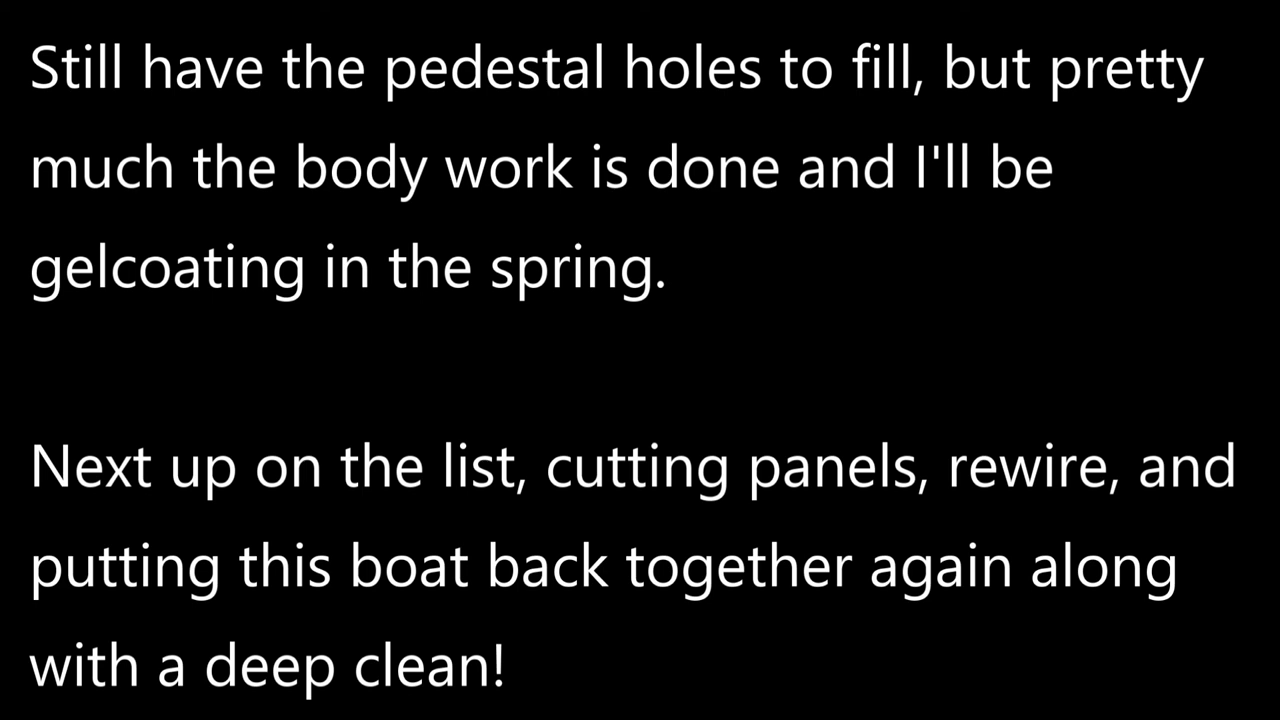 Still have the pedestal holes to fill, but pretty
much the body work is done and I'll be
gelcoating in the spring.
Next up on the list, cutting panels, rewire, and
putting this boat back together again along
with a deep clean!